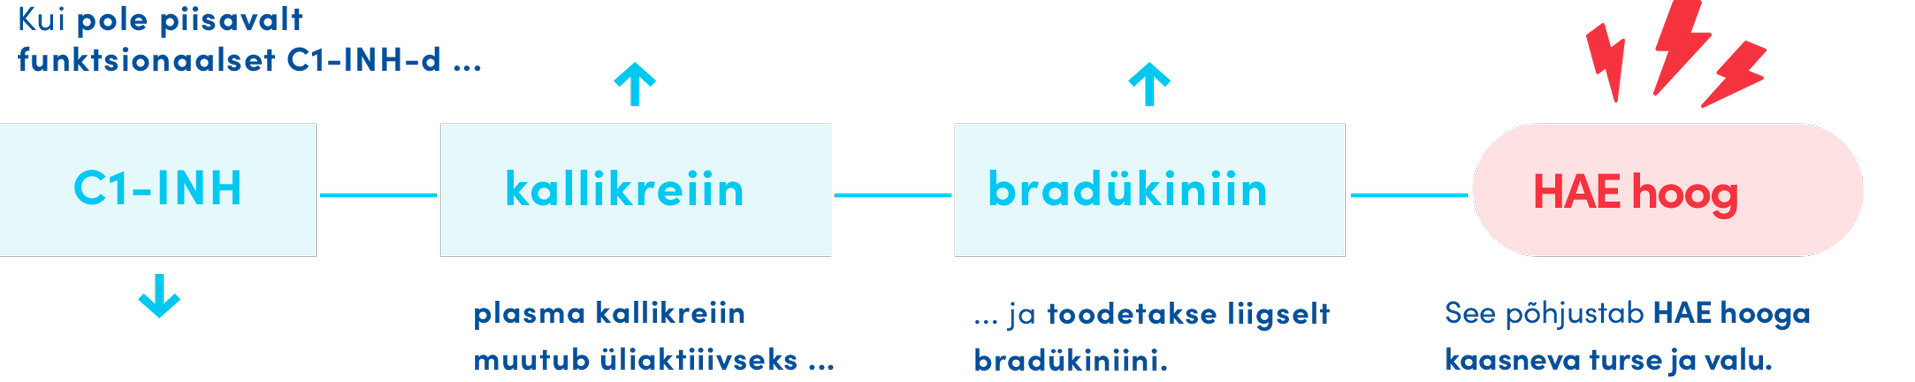 Kui pole piisavalt
funktsionaalset C1-INH-d ...
C1-INH
kallikreiin
bradükiniin
HAE hoog
plasma kallikreiin
muutub üliaktiiivseks ...
... ja toodetakse liigselt
bradükiniini.
See põhjustab HAE hooga
kaasneva turse ja valu.